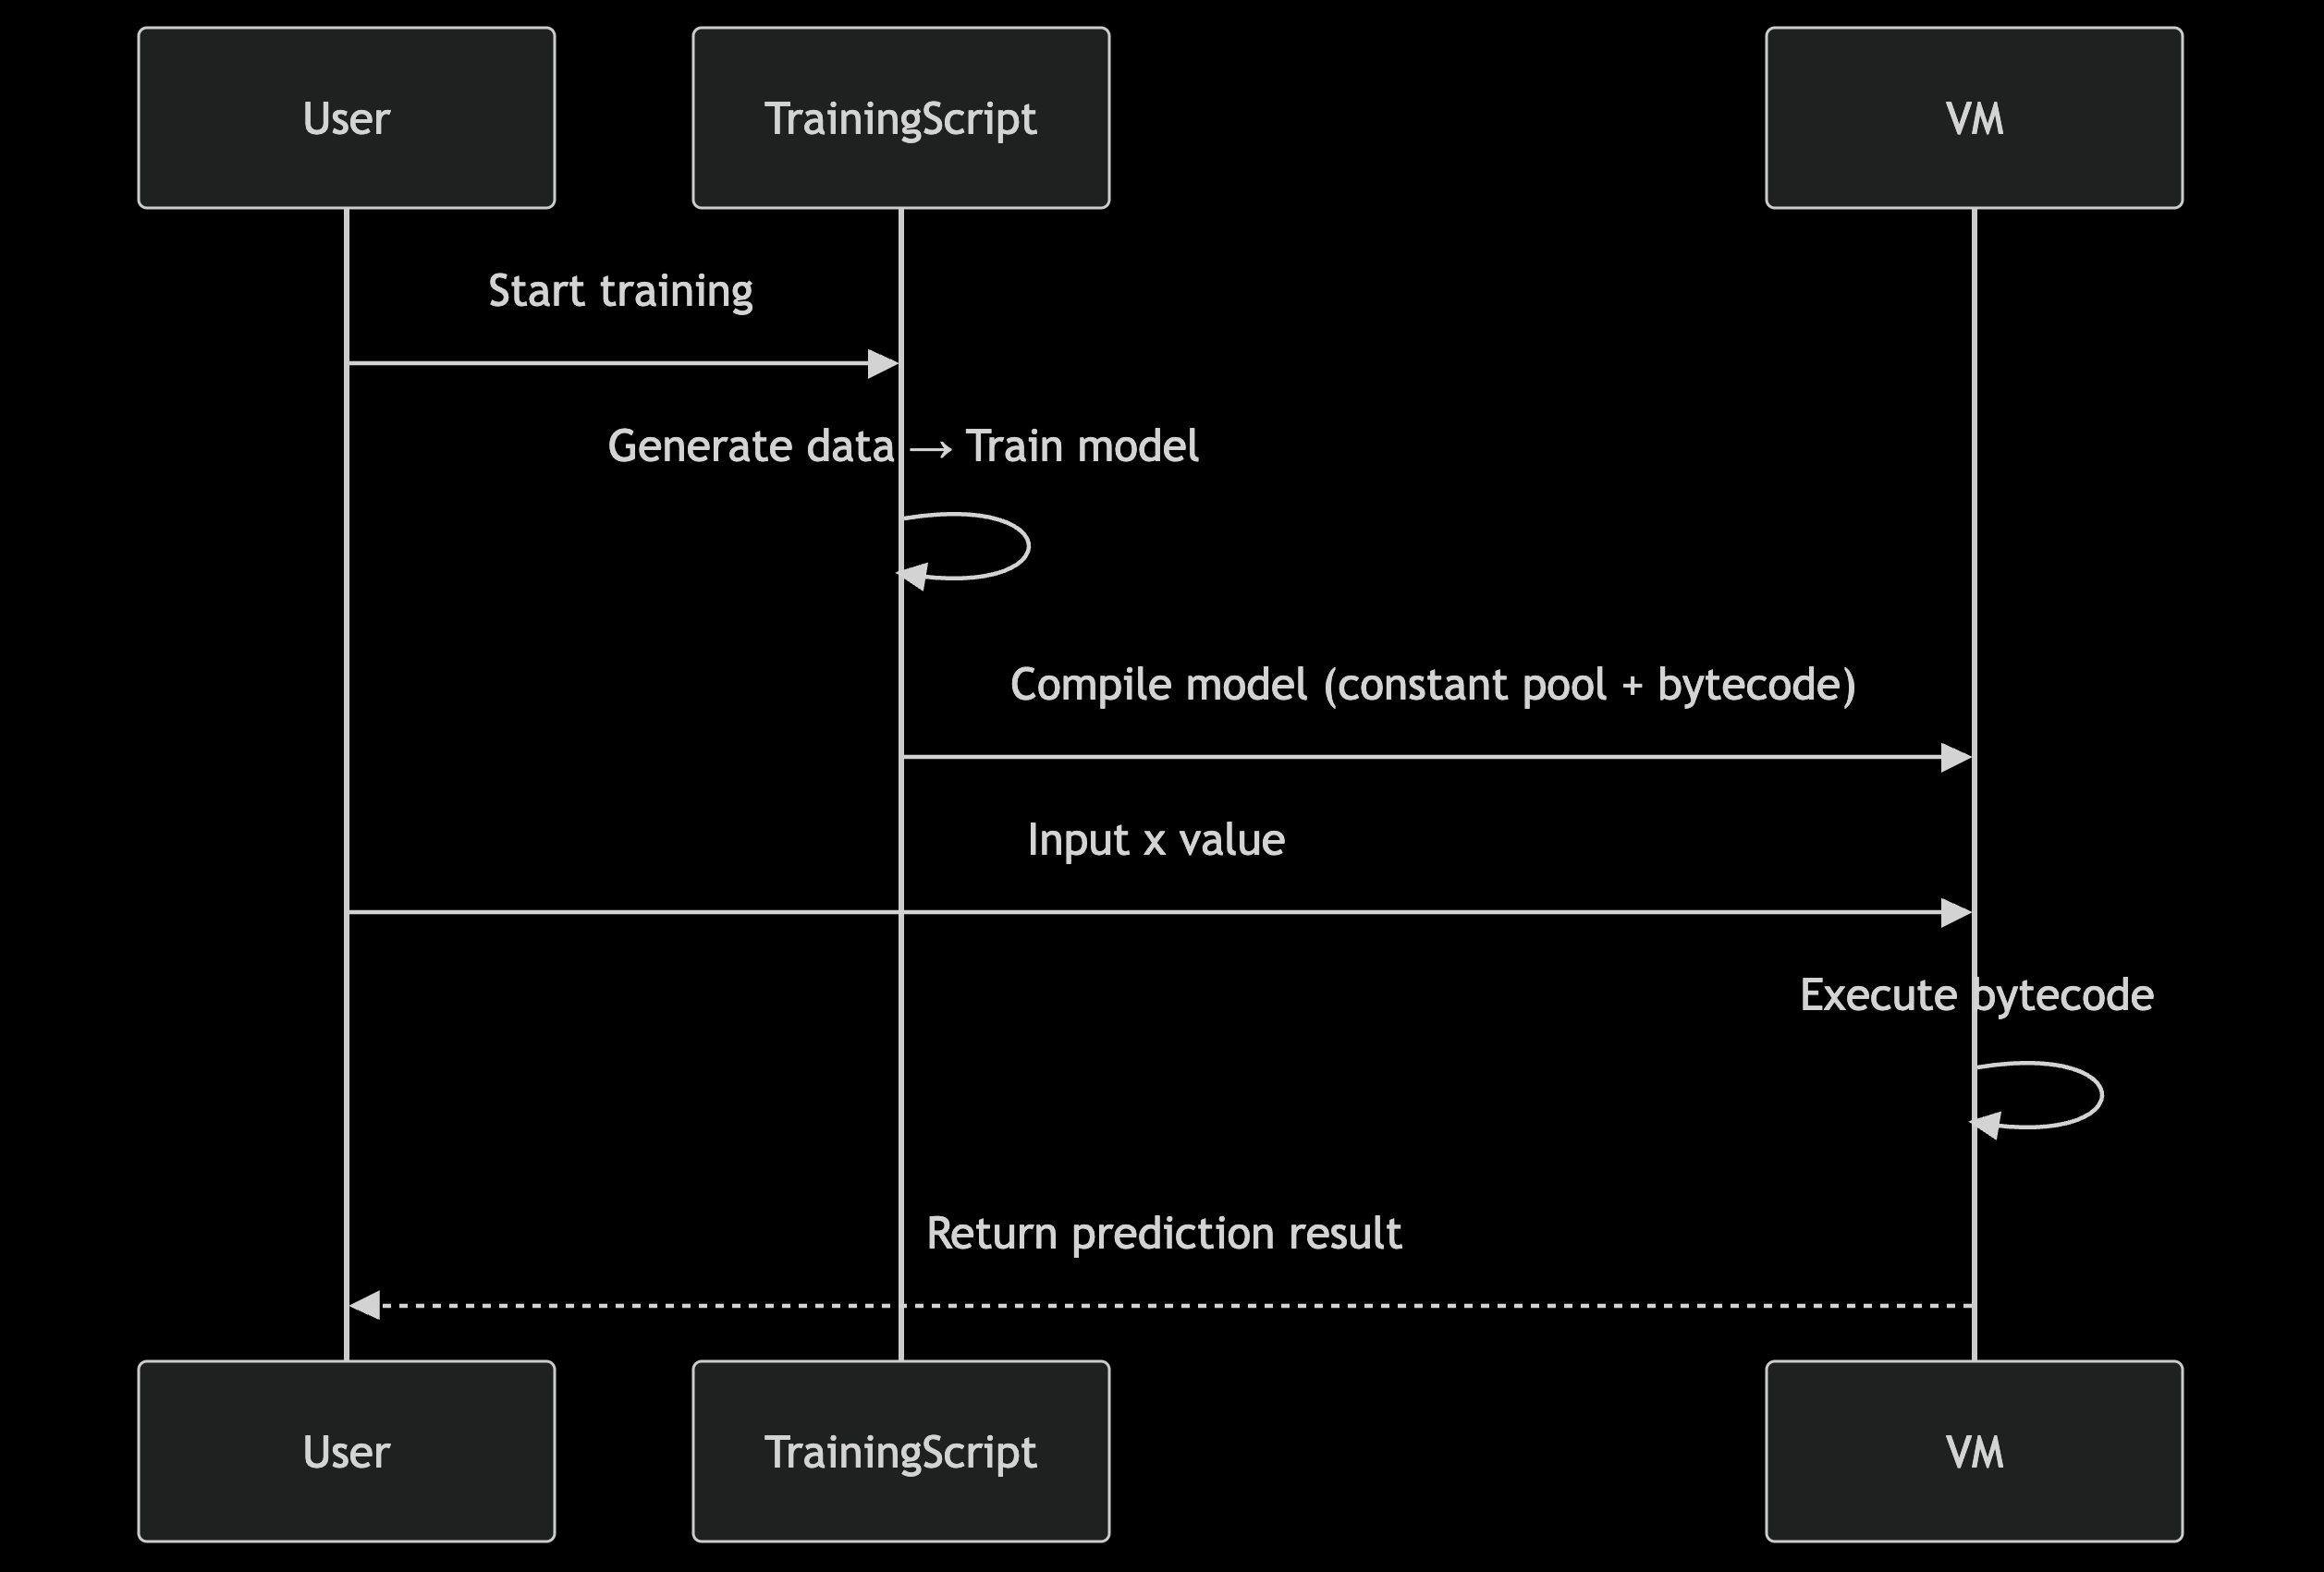 User
TrainingScript
VM
Start training
Generate data → Train model
Compile model (constant pool + bytecode)
Input x value
Execute bytecode
Return prediction result
User
TrainingScript
VM